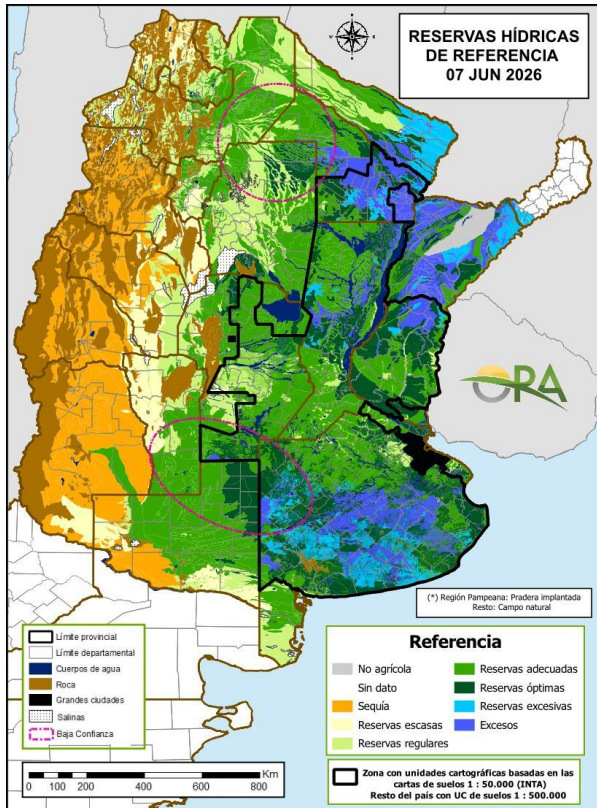 RESERVAS HÍDRICAS
DE REFERENCIA
07 JUN 2026
ORA
(*) Región Pampeana: Pradera implantada
Resto: Campo natural
Límite provincial
Límite departamental
Cuerpos de agua
Roca
Grandes ciudades
Salinas
Baja Confianza
Referencia
No agrícola
Sin dato
Sequía
Reservas escasas
Reservas regulares
Reservas adecuadas
Reservas óptimas
Reservas excesivas
Excesos
0 100 200 400 600 800 Km
Zona con unidades cartográficas basadas en las
cartas de suelos 1 : 50.000 (INTA)
Resto del país con UC de suelos 1 : 500.000